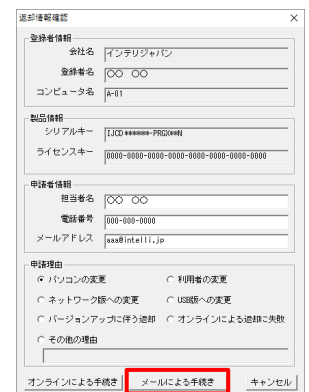 返却情報確認
登録者情報
会社名 インテリジャパン
登録者名 〇〇 〇〇
コンピュータ名 A-01
製品情報
シリアルキー IJCD******-PRGX**N
ライセンスキー 0000-0000-0000-0000-0000-0000-0000
申請者情報
担当者名 〇〇 〇〇
電話番号 000-000-0000
メールアドレス aaa@intelli.jp
申請理由
パソコンの変更 利用者の変更
ネットワーク版への変更 USB版への変更
バージョンアップに伴う返却 オンラインによる返却に失敗
その他の理由
オンラインによる手続き メールによる手続き キャンセル